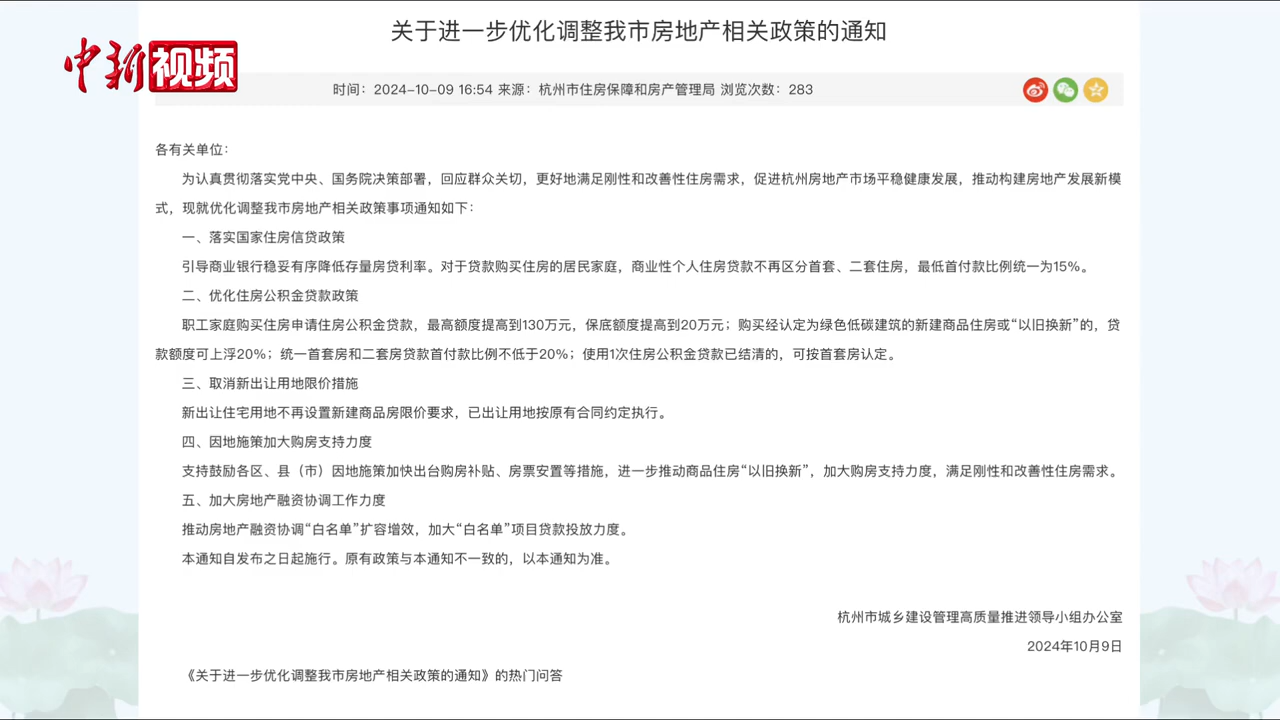 关于进一步优化调整我市房地产相关政策的通知
中新视频
时间：2024-10-09 16:54 来源：杭州市住房保障和房产管理局 浏览次数：283
各有关单位：
为认真贯彻落实党中央、国务院决策部署，回应群众关切，更好地满足刚性和改善性住房需求，促进杭州房地产市场平稳健康发展，推动构建房地产发展新模
式，现就优化调整我市房地产相关政策事项通知如下：
一、落实国家住房信贷政策
引导商业银行稳妥有序降低存量房贷利率。对于贷款购买住房的居民家庭，商业性个人住房贷款不再区分首套、二套住房，最低首付款比例统一为15%。
二、优化住房公积金贷款政策
职工家庭购买住房申请住房公积金贷款，最高额度提高到130万元，保底额度提高到20万元；购买经认定为绿色低碳建筑的新建商品住房或“以旧换新”的，贷
款额度可上浮20%；统一首套房和二套房贷款首付款比例不低于20%；使用1次住房公积金贷款已结清的，可按首套房认定。
三、取消新出让用地限价措施
新出让住宅用地不再设置新建商品房限价要求，已出让用地按原有合同约定执行。
四、因地施策加大购房支持力度
支持鼓励各区、县（市）因地施策加快出台购房补贴、房票安置等措施，进一步推动商品住房“以旧换新”，加大购房支持力度，满足刚性和改善性住房需求。
五、加大房地产融资协调工作力度
推动房地产融资协调“白名单”扩容增效，加大“白名单”项目贷款投放力度。
本通知自发布之日起施行。原有政策与本通知不一致的，以本通知为准。
杭州市城乡建设管理高质量推进领导小组办公室
2024年10月9日
《关于进一步优化调整我市房地产相关政策的通知》的热门问答